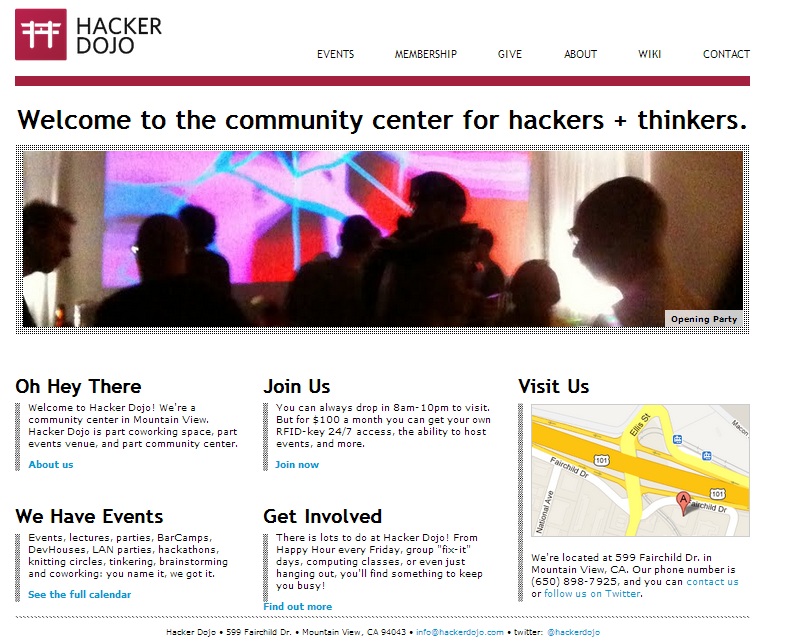 HACKER
DOJO
EVENTS MEMBERSHIP GIVE ABOUT WIKI CONTACT
Welcome to the community center for hackers + thinkers.
Opening Party
Oh Hey There
Welcome to Hacker Dojo! We're a
community center in Mountain View.
Hacker Dojo is part coworking space, part
events venue, and part community center.
About us
Join Us
You can always drop in 8am-10pm to visit.
But for $100 a month you can get your own
RFID-key 24/7 access, the ability to host
events, and more.
Join now
Visit Us
Ellis St
Macon
101
Fairchild Dr
101
A
Fairchild Dr
National Ave
We're located at 599 Fairchild Dr. in
Mountain View, CA. Our phone number is
(650) 898-7925, and you can contact us
or follow us on Twitter.
We Have Events
Events, lectures, parties, BarCamps,
DevHouses, LAN parties, hackathons,
knitting circles, tinkering, brainstorming
and coworking: you name it, we got it.
See the full calendar
Get Involved
There is lots to do at Hacker Dojo! From
Happy Hour every Friday, group "fix-it"
days, computing classes, or even just
hanging out, you'll find something to keep
you busy!
Find out more
Hacker Dojo • 599 Fairchild Dr. • Mountain View, CA 94043 • info@hackerdojo.com • twitter: @hackerdojo